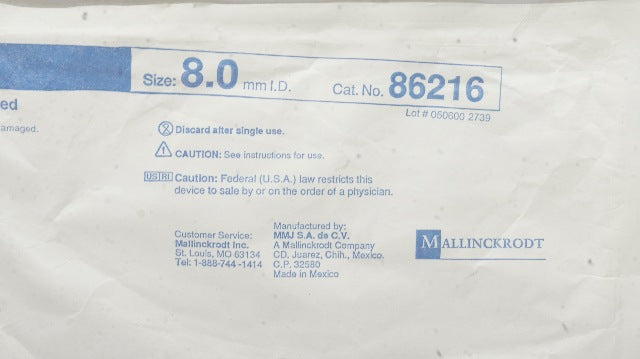 Size: 8.0 mm I.D. Cat. No. 86216
Lot # 050600 2739
ed
amaged.
Discard after single use.
CAUTION: See instructions for use.
Caution: Federal (U.S.A.) law restricts this
device to sale by or on the order of a physician.
Customer Service:
Mallinckrodt Inc.
St. Louis, MO 63134
Tel: 1-888-744-1414
Manufactured by:
MMJ S.A. de C.V.
A Mallinckrodt Company
CD. Juarez, Chih., Mexico.
C.P. 32580
Made in Mexico
MALLINCKRODT